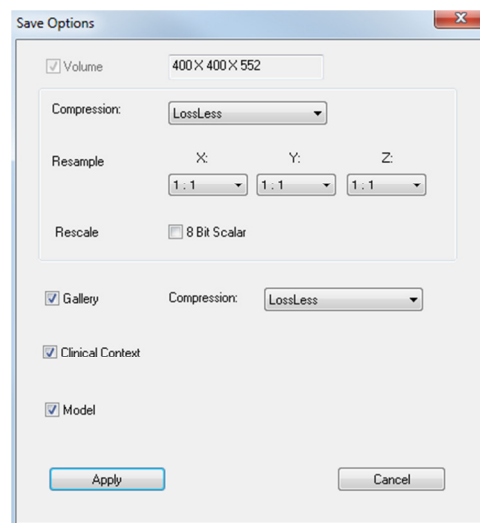 Save Options
Volume 400 X 400 X 552
Compression: LossLess
X: Y: Z:
Resample
1 : 1 1 : 1 1 : 1
Rescale 8 Bit Scalar
Gallery Compression: LossLess
Clinical Context
Model
Apply Cancel